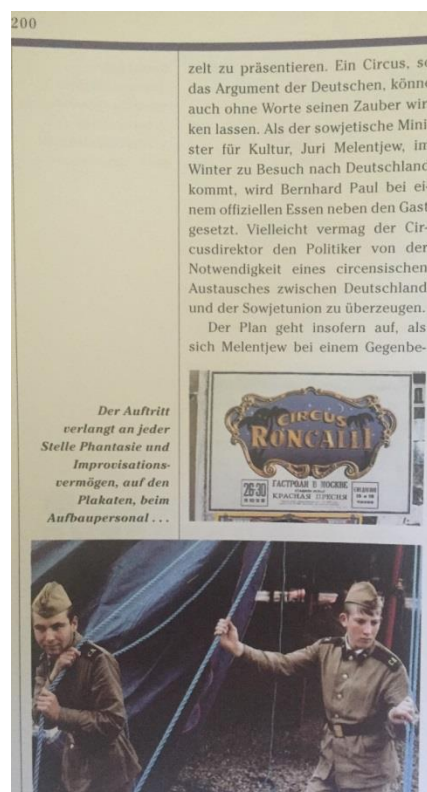 200
zelt zu präsentieren. Ein Circus, so
das Argument der Deutschen, könne
auch ohne Worte seinen Zauber wir-
ken lassen. Als der sowjetische Mini-
ster für Kultur, Juri Melentjew, im
Winter zu Besuch nach Deutschland
kommt, wird Bernhard Paul bei ei-
nem offiziellen Essen neben den Gast
gesetzt. Vielleicht vermag der Cir-
cusdirektor den Politiker von der
Notwendigkeit eines circensischen
Austausches zwischen Deutschland
und der Sowjetunion zu überzeugen.
Der Plan geht insofern auf, als
sich Melentjew bei einem Gegenbe-
Der Auftritt
verlangt an jeder
Stelle Phantasie und
Improvisations-
vermögen, auf den
Plakaten, beim
Aufbaupersonal . . .
CIRCUS
RONCALLI
26-30
ГАСТРОЛИ В МОСКВЕ
КРАСНАЯ ПРЕСНЯ